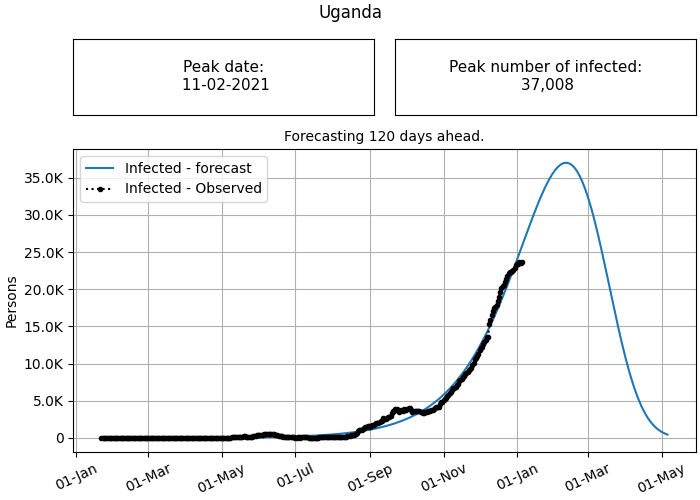 Uganda
Peak date:
11-02-2021
Peak number of infected:
37,008
Forecasting 120 days ahead.
Infected - forecast
Infected - Observed
Persons
35.0K
30.0K
25.0K
20.0K
15.0K
10.0K
5.0K
0
01-Jan
01-Mar
01-May
01-Jul
01-Sep
01-Nov
01-Jan
01-Mar
01-May